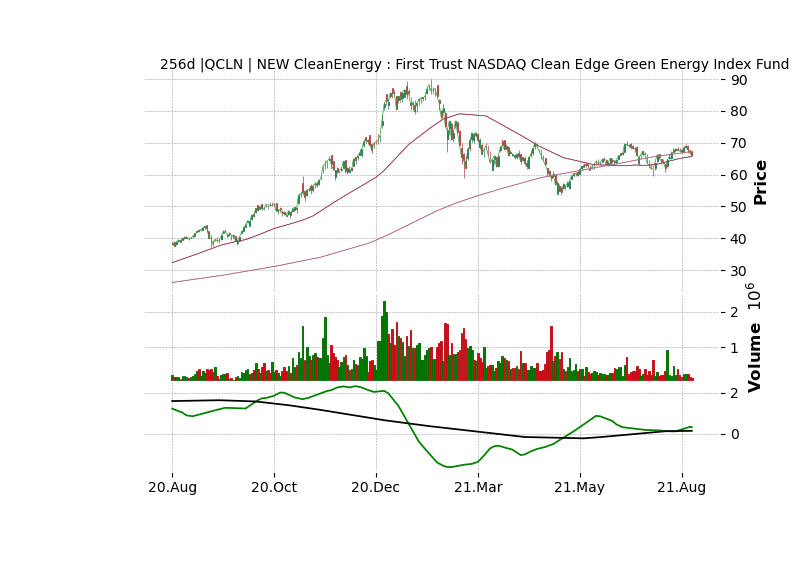 256d |QCLN | NEW CleanEnergy : First Trust NASDAQ Clean Edge Green Energy Index Fund
90
80
70
60
50
40
30
Price
2
1
Volume 10^6
2
0
20.Aug 20.Oct 20.Dec 21.Mar 21.May 21.Aug